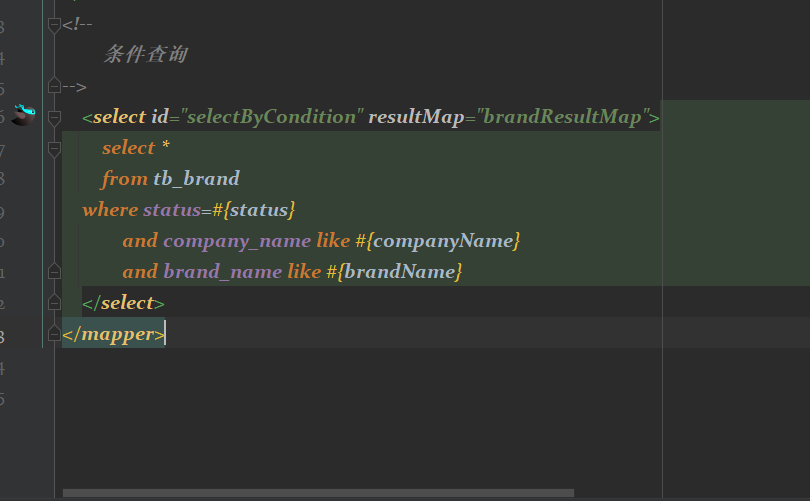 <!--
条件查询
-->
<select id="selectByCondition" resultMap="brandResultMap">
select *
from tb_brand
where status=#{status}
and company_name like #{companyName}
and brand_name like #{brandName}
</select>
</mapper>